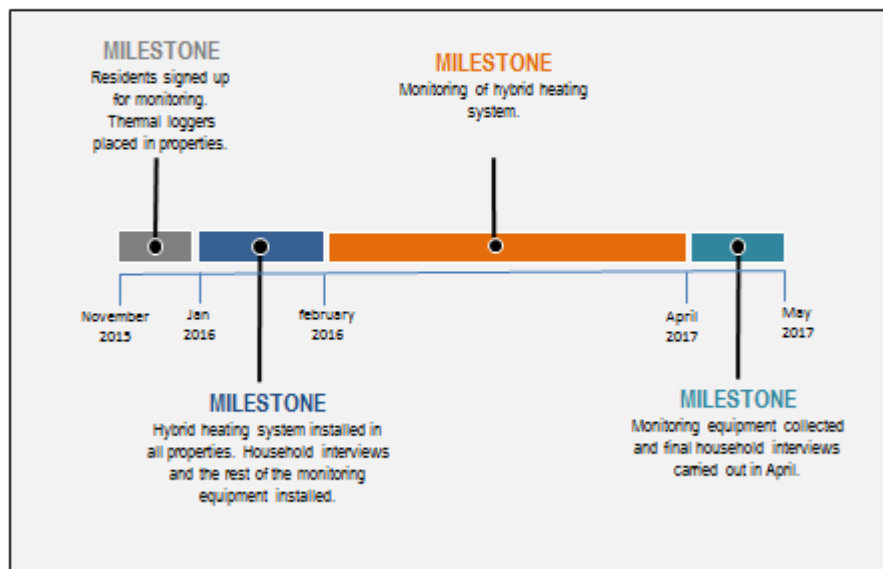 MILESTONE
Residents signed up
for monitoring.
Thermal loggers
placed in properties.
MILESTONE
Monitoring of hybrid heating
system.
November
2015
Jan
2016
february
2016
April
2017
May
2017
MILESTONE
Hybrid heating system installed in
all properties. Household interviews
and the rest of the monitoring
equipment installed.
MILESTONE
Monitoring equipment collected
and final household interviews
carried out in April.